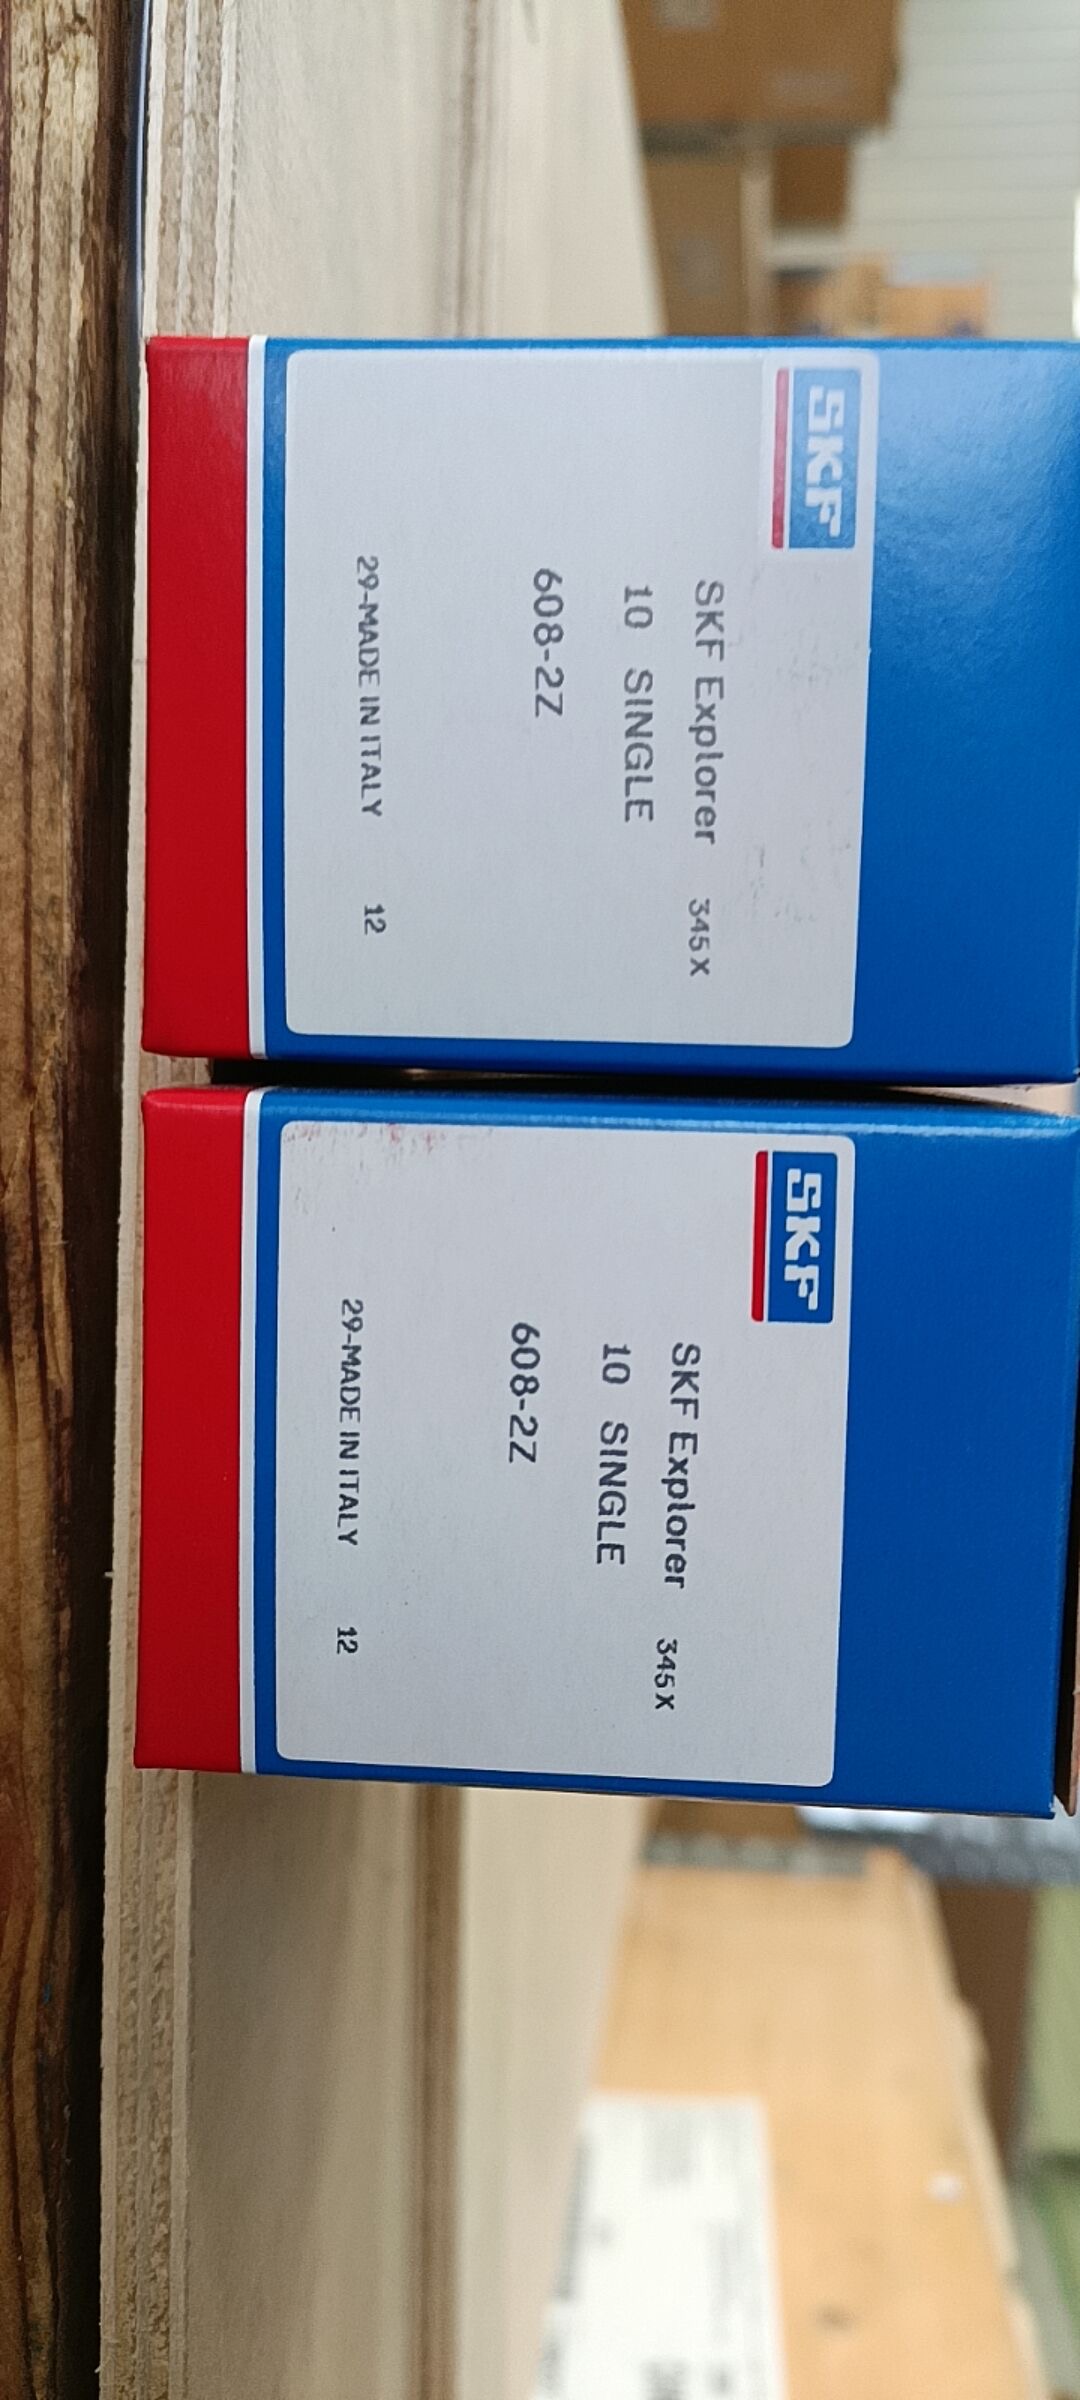 SKF
SKF Explorer 345X
10 SINGLE
608-2Z
29-MADE IN ITALY 12
SKF
SKF Explorer 345X
10 SINGLE
608-2Z
29-MADE IN ITALY 12